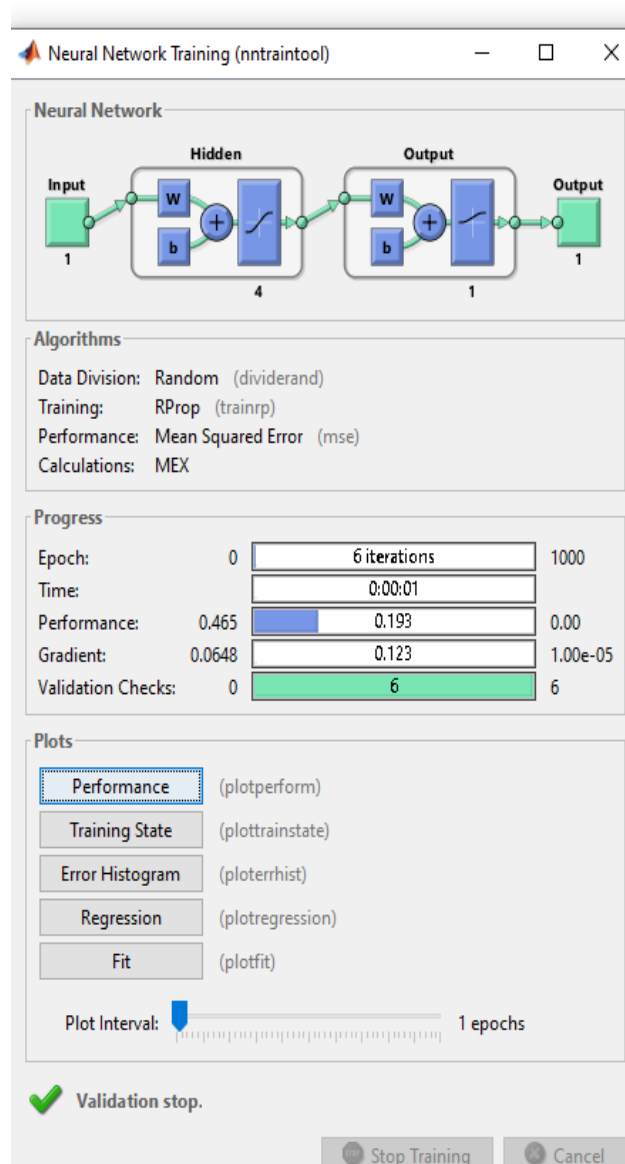 Neural Network Training (nntraintool)
Neural Network
Hidden Output
Input Output
W W
b b
1 4 1 1
Algorithms
Data Division: Random (dividerand)
Training: RProp (trainrp)
Performance: Mean Squared Error (mse)
Calculations: MEX
Progress
Epoch: 0 6 iterations 1000
Time: 0:00:01
Performance: 0.465 0.193 0.00
Gradient: 0.0648 0.123 1.00e-05
Validation Checks: 0 6 6
Plots
Performance (plotperform)
Training State (plottrainstate)
Error Histogram (ploterrhist)
Regression (plotregression)
Fit (plotfit)
Plot Interval: 1 epochs
Validation stop.
Stop Training Cancel